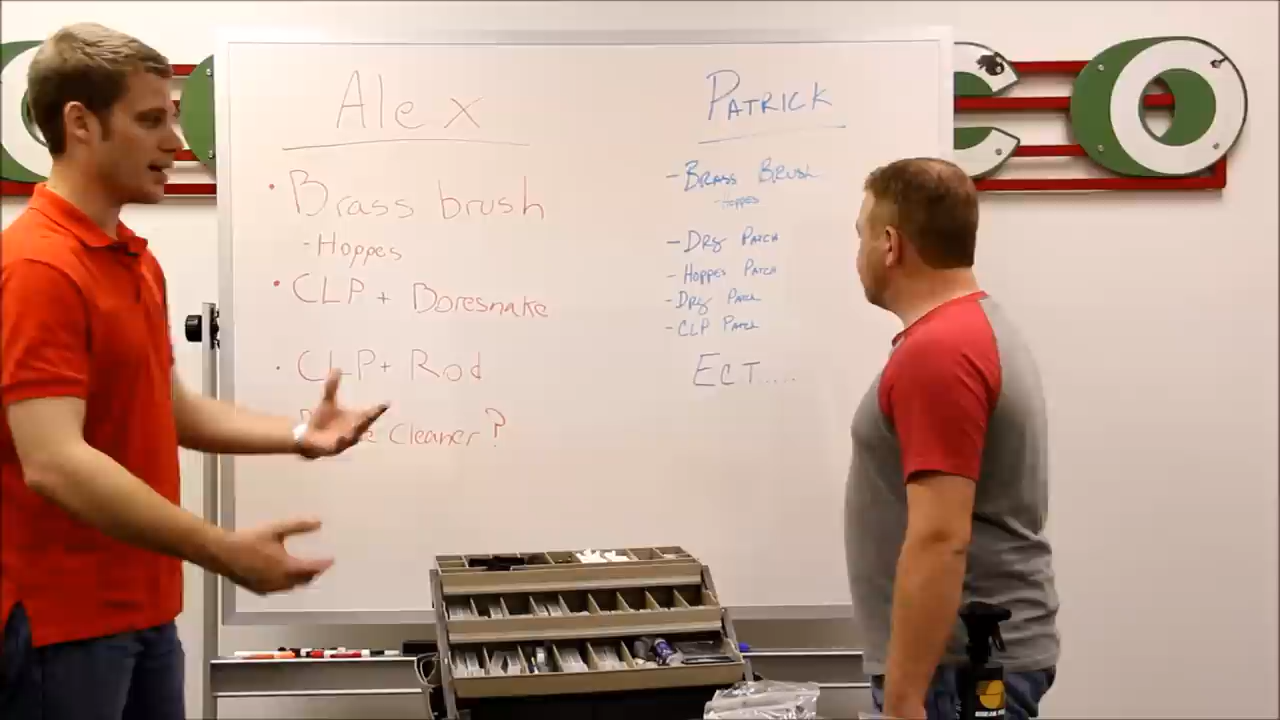 Alex
• Brass brush
- Hoppes
• CLP + Boresnake
• CLP + Rod
Cleaner?
PATRICK
- BRASS BRUSH
- HOPPES
- DRY PATCH
- HOPPES PATCH
- DRY PATCH
- CLP PATCH
ECT.....
CO